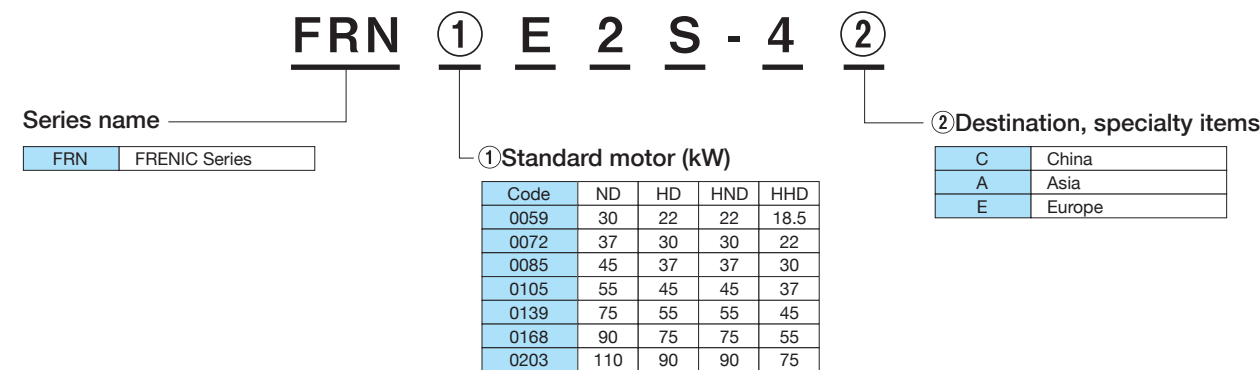 FRN ① E 2 S - 4 ②
Series name
FRN FRENIC Series
①Standard motor (kW)
Code ND HD HND HHD
0059 30 22 22 18.5
0072 37 30 30 22
0085 45 37 37 30
0105 55 45 45 37
0139 75 55 55 45
0168 90 75 75 55
0203 110 90 90 75
②Destination, specialty items
C China
A Asia
E Europe